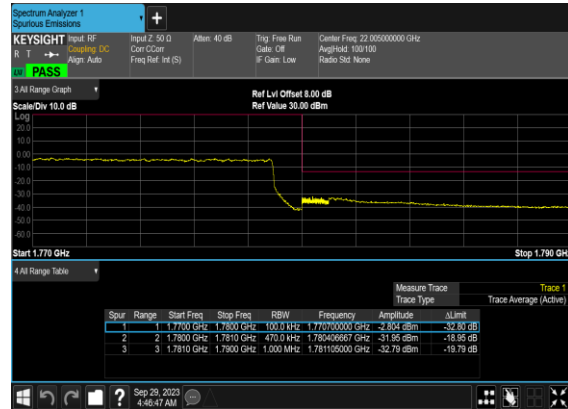 Spectrum Analyzer 1
Spurious Emissions
KEYSIGHT Input: RF Input Z: 50 Ω Atten: 40 dB Trig: Free Run Center Freq: 22.005000000 GHz
R T Coupling: DC Corr CCorr Gate: Off Avg|Hold: 100/100
Align: Auto Freq Ref: Int (S) IF Gain: Low Radio Std: None
PASS
3 All Range Graph
Ref Lvl Offset 8.00 dB
Scale/Div 10.0 dB Ref Value 30.00 dBm
Log
20.0
10.0
0.00
-10.0
-20.0
-30.0
-40.0
-50.0
-60.0
Start 1.770 GHz Stop 1.790 GH
4 All Range Table
Measure Trace Trace 1
Trace Type Trace Average (Active)
Spur Range Start Freq Stop Freq RBW Frequency Amplitude ΔLimit
1 1 1.7700 GHz 1.7800 GHz 100.0 kHz 1.770700000 GHz -2.804 dBm -32.80 dB
2 2 1.7800 GHz 1.7810 GHz 470.0 kHz 1.780406667 GHz -31.95 dBm -18.95 dB
3 3 1.7810 GHz 1.7900 GHz 1.000 MHz 1.781105000 GHz -32.79 dBm -19.79 dB
Sep 29, 2023
4:46:47 AM